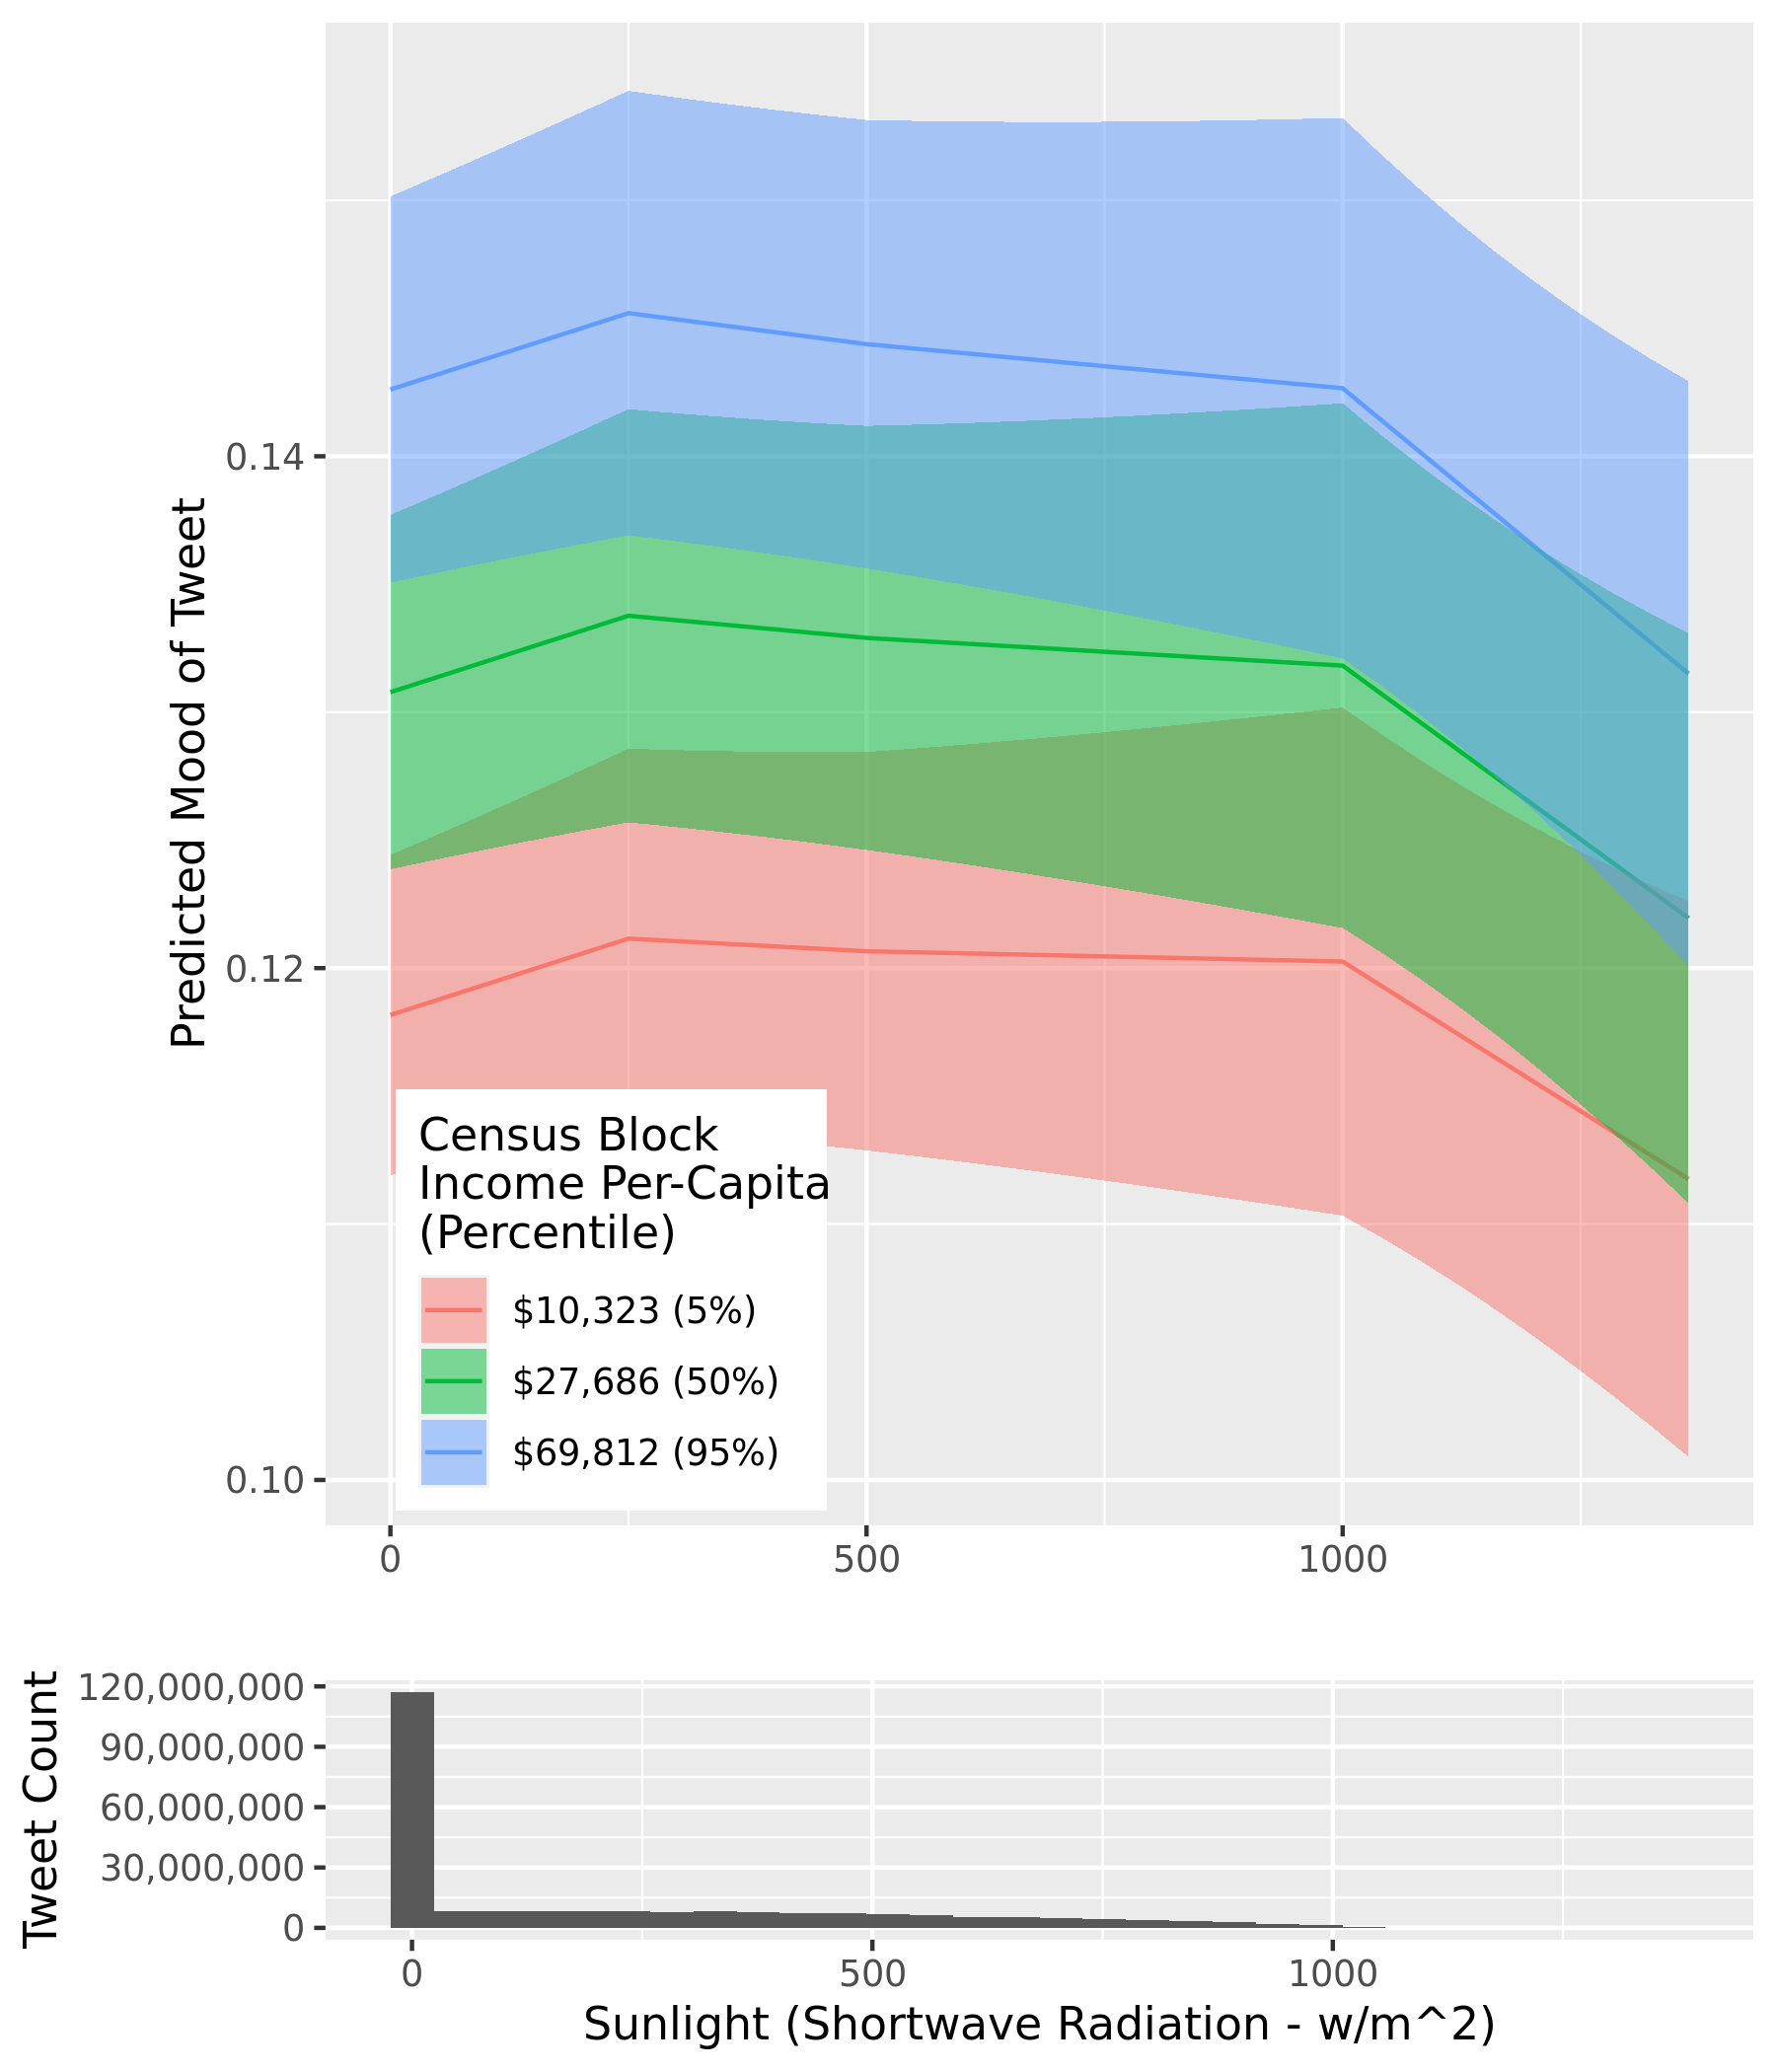 Predicted Mood of Tweet
0.14
0.12
0.10
Census Block
Income Per-Capita
(Percentile)
$10,323 (5%)
$27,686 (50%)
$69,812 (95%)
0 500 1000
Tweet Count
120,000,000
90,000,000
60,000,000
30,000,000
0
0 500 1000
Sunlight (Shortwave Radiation - w/m^2)